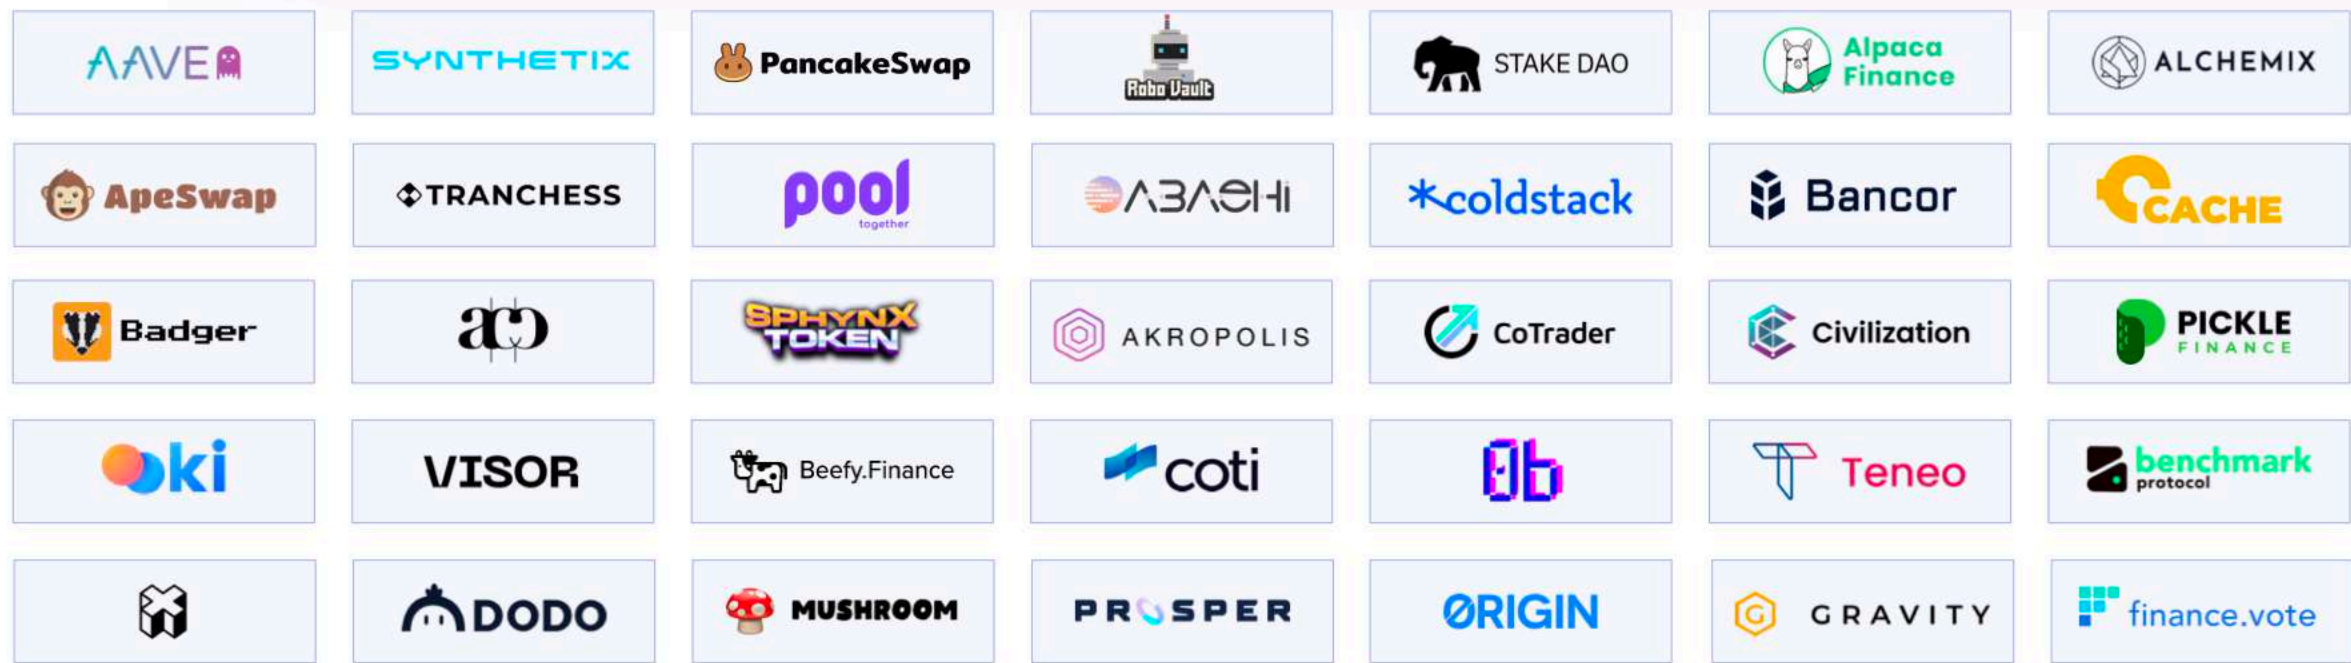 AAVE
SYNTHETIX
PancakeSwap
Robo Vault
STAKE DAO
Alpaca
Finance
ALCHEMIX
ApeSwap
TRANCHESS
pool
together
ABACHI
coldstack
Bancor
CACHE
Badger
SPHYNX
TOKEN
AKROPOLIS
CoTrader
Civilization
PICKLE
FINANCE
ooki
VISOR
Beefy.Finance
coti
0b
Teneo
benchmark
protocol
DODO
MUSHROOM
PROSPER
ØRIGIN
G GRAVITY
finance.vote